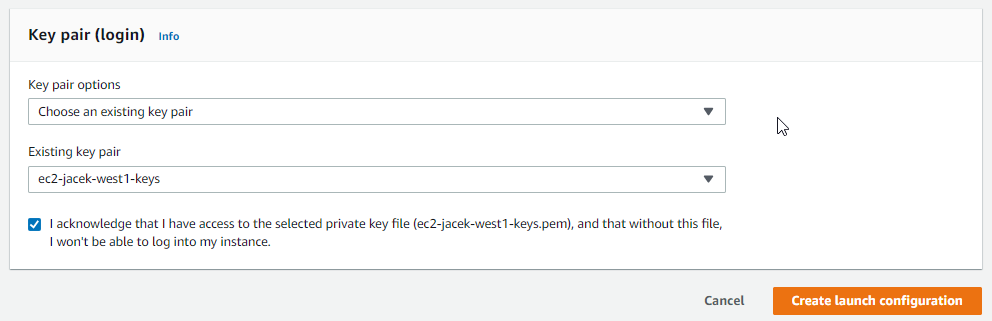 Key pair (login) Info
Key pair options
Choose an existing key pair
Existing key pair
ec2-jacek-west1-keys
I acknowledge that I have access to the selected private key file (ec2-jacek-west1-keys.pem), and that without this file,
I won't be able to log into my instance.
Cancel Create launch configuration